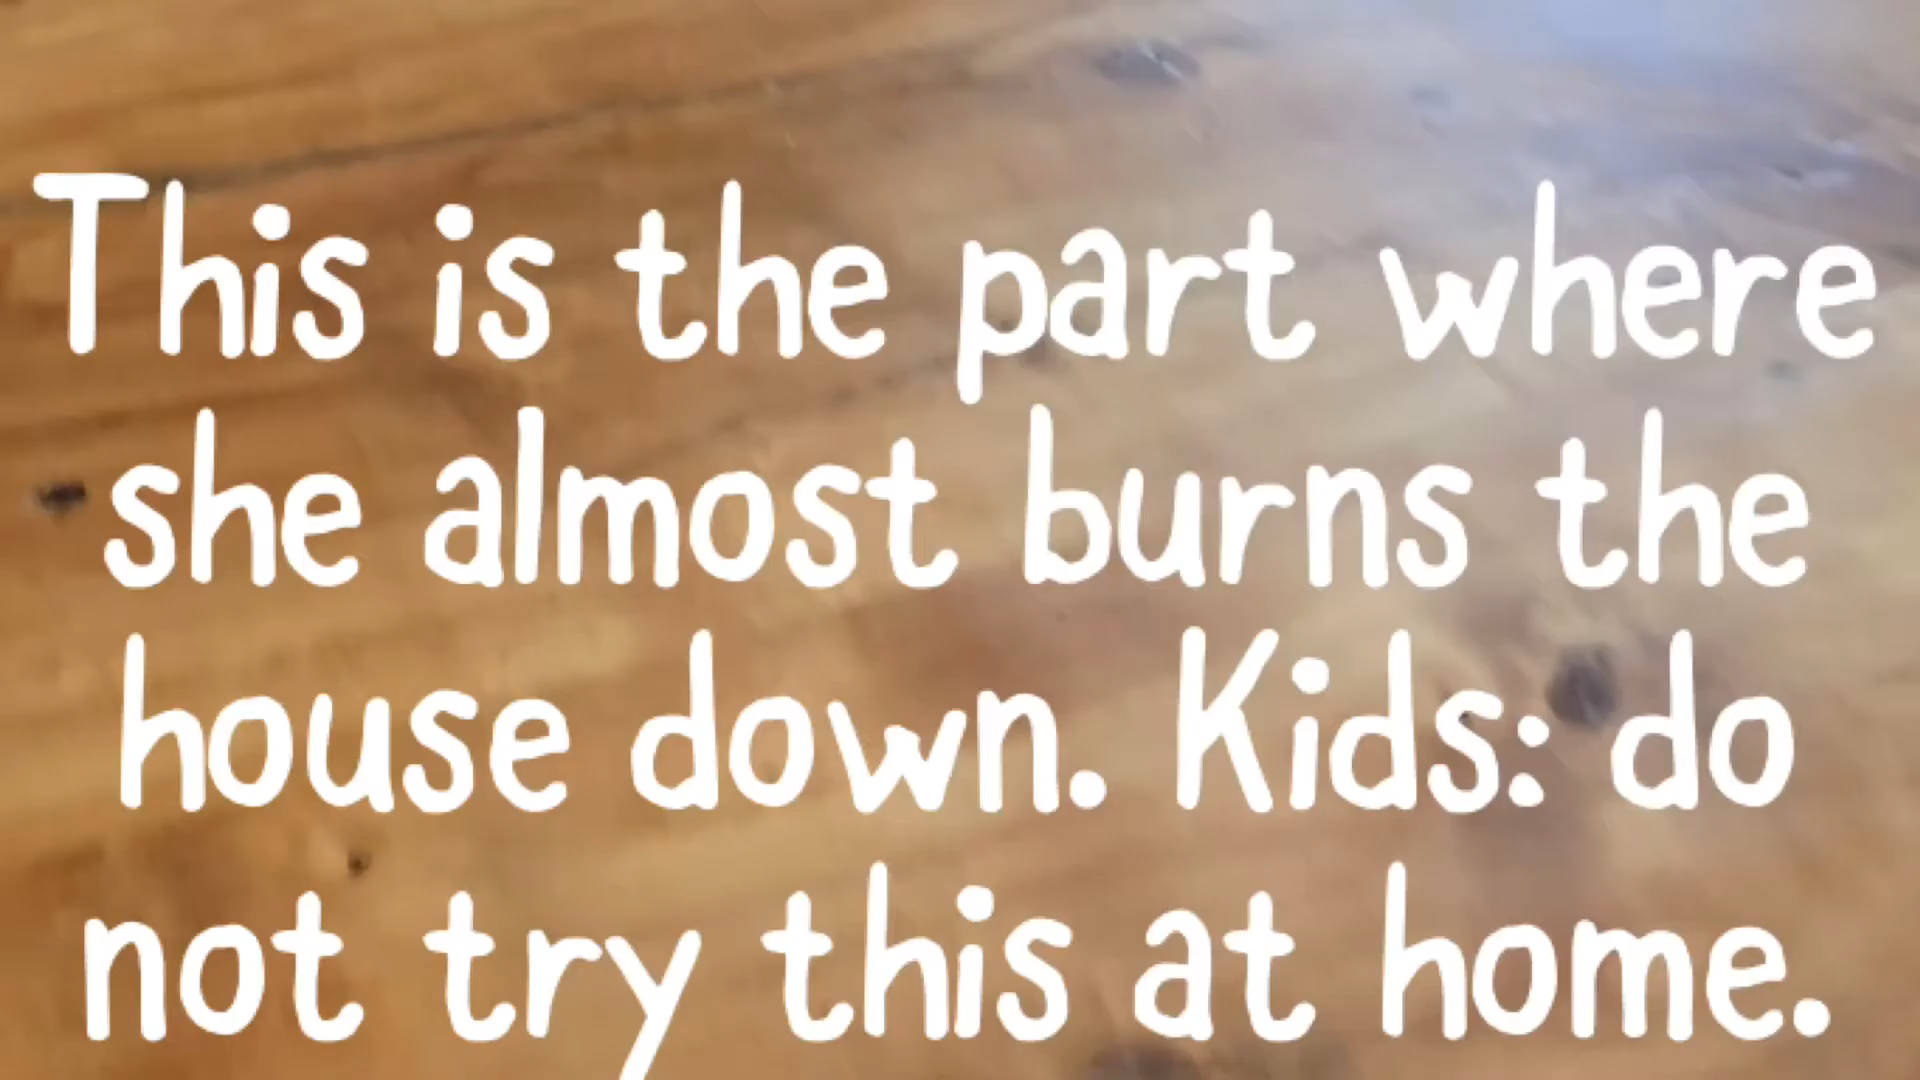 This is the part where
she almost burns the
house down. Kids: do
not try this at home.